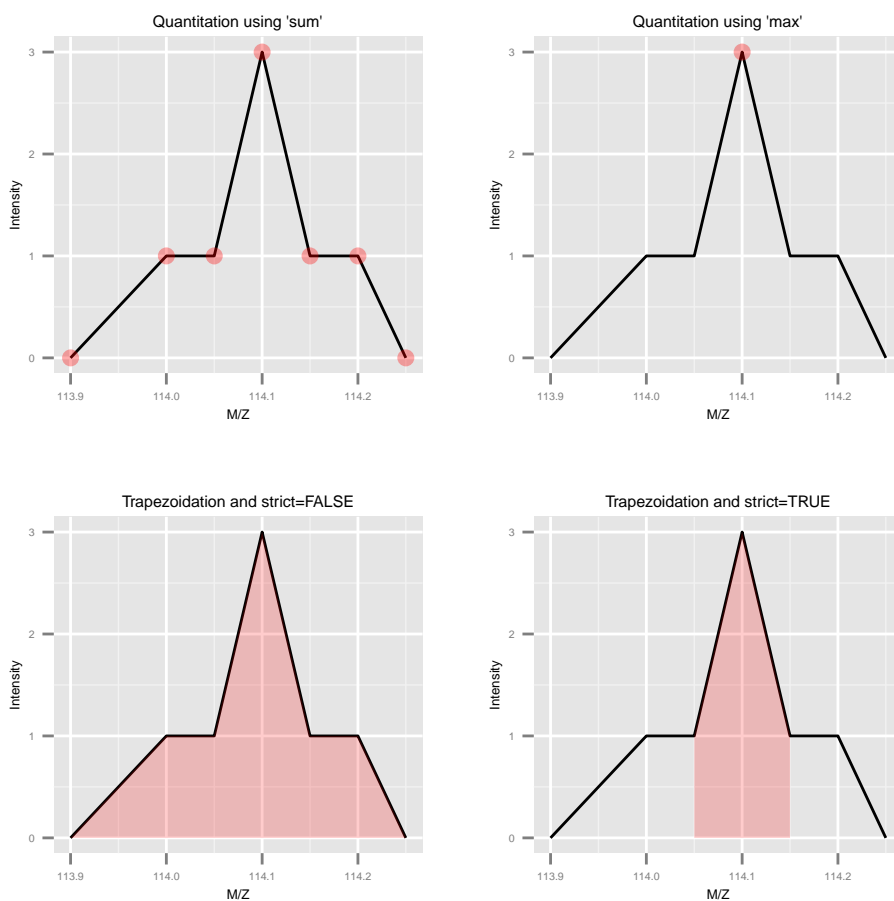 Quantitation using 'sum'
3
2
1
0
Intensity
113.9 114.0 114.1 114.2
M/Z
Quantitation using 'max'
3
2
1
0
Intensity
113.9 114.0 114.1 114.2
M/Z
Trapezoidation and strict=FALSE
3
2
1
0
Intensity
113.9 114.0 114.1 114.2
M/Z
Trapezoidation and strict=TRUE
3
2
1
0
Intensity
113.9 114.0 114.1 114.2
M/Z